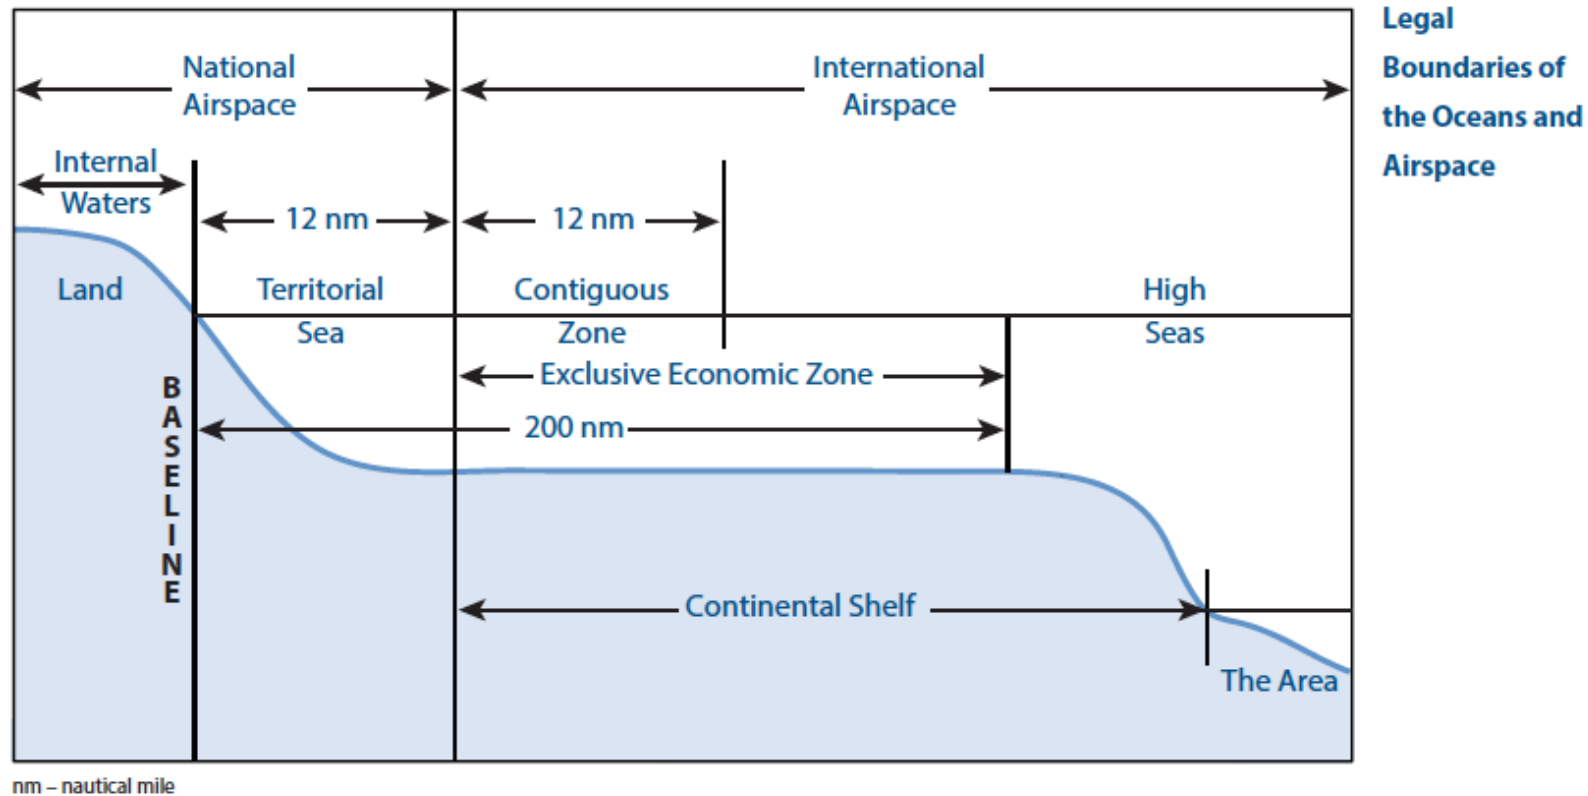 Legal
Boundaries of
the Oceans and
Airspace
National
Airspace
International
Airspace
Internal
Waters
12 nm
12 nm
Land
Territorial
Sea
Contiguous
Zone
High
Seas
Exclusive Economic Zone
200 nm
BASELINE
Continental Shelf
The Area
nm – nautical mile